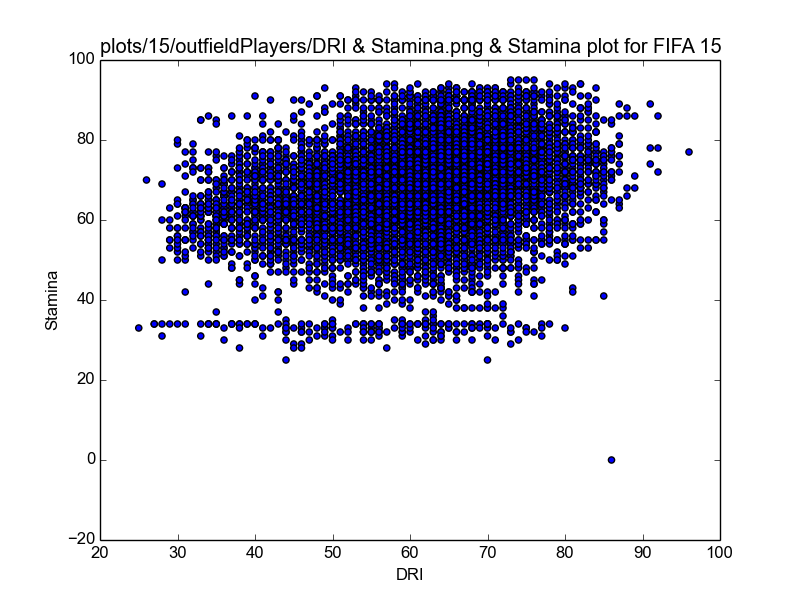 plots/15/outfieldPlayers/DRI & Stamina.png & Stamina plot for FIFA 15
100
80
60
40
20
0
−20
Stamina
20 30 40 50 60 70 80 90 100
DRI